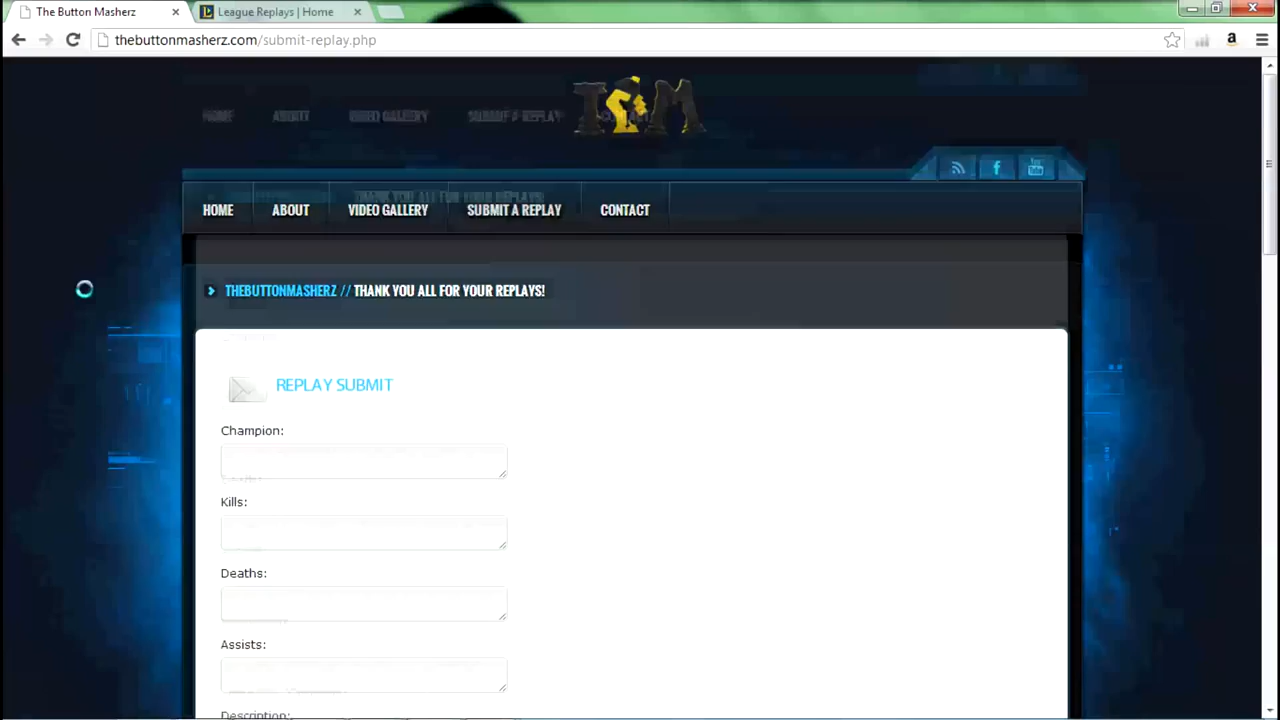 The Button Masherz
League Replays | Home
thebuttonmasherz.com/submit-replay.php
HOME ABOUT VIDEO GALLERY SUBMIT A REPLAY CONTACT
THEBUTTONMASHERZ // THANK YOU ALL FOR YOUR REPLAYS!
REPLAY SUBMIT
Champion:
Kills:
Deaths:
Assists:
Description: